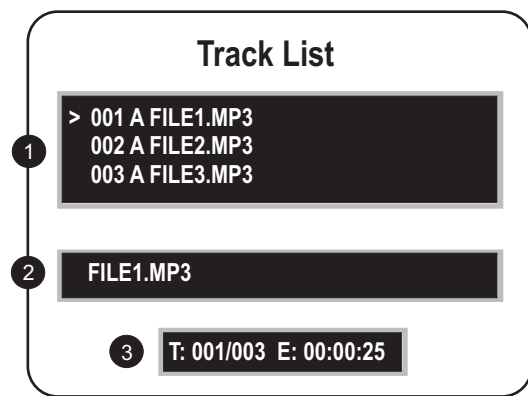 Track List
1
> 001 A FILE1.MP3
002 A FILE2.MP3
003 A FILE3.MP3
2
FILE1.MP3
3
T: 001/003 E: 00:00:25